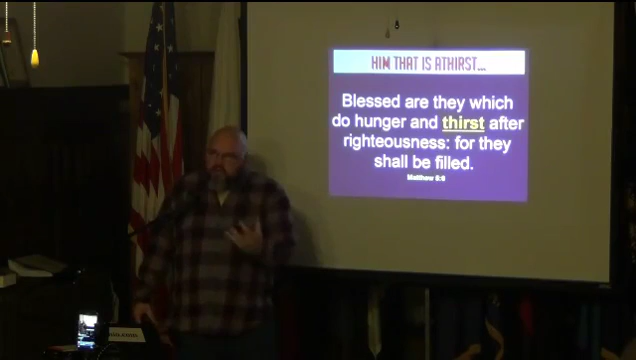 HIM THAT IS ATHIRST...
Blessed are they which
do hunger and thirst after
righteousness: for they
shall be filled.
Matthew 5:6